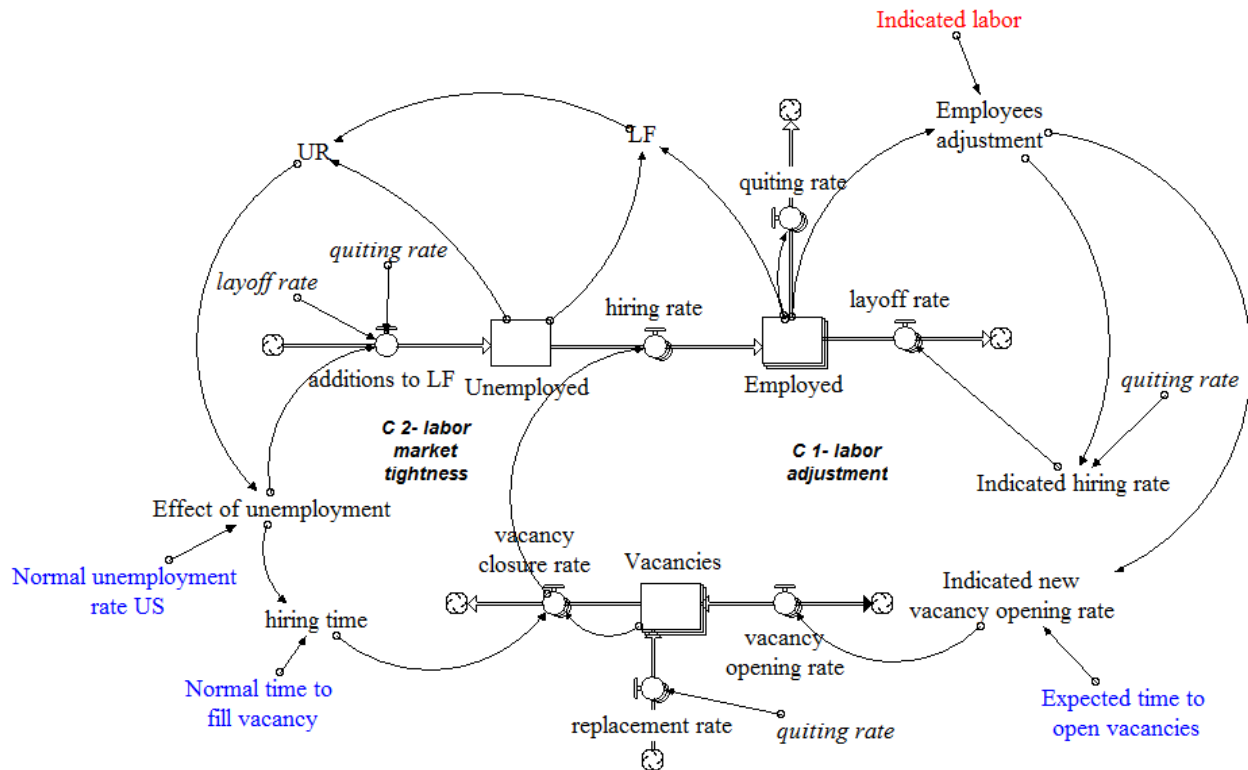 Indicated labor
Employees
adjustment
LF
UR
quiting rate
quiting rate
layoff rate
hiring rate
layoff rate
additions to LF
Unemployed
Employed
quiting rate
C 2- labor
market
tightness
C 1- labor
adjustment
Indicated hiring rate
Effect of unemployment
vacancy
closure rate
Vacancies
Normal unemployment
rate US
Indicated new
vacancy opening rate
hiring time
vacancy
opening rate
Normal time to
fill vacancy
replacement rate
quiting rate
Expected time to
open vacancies